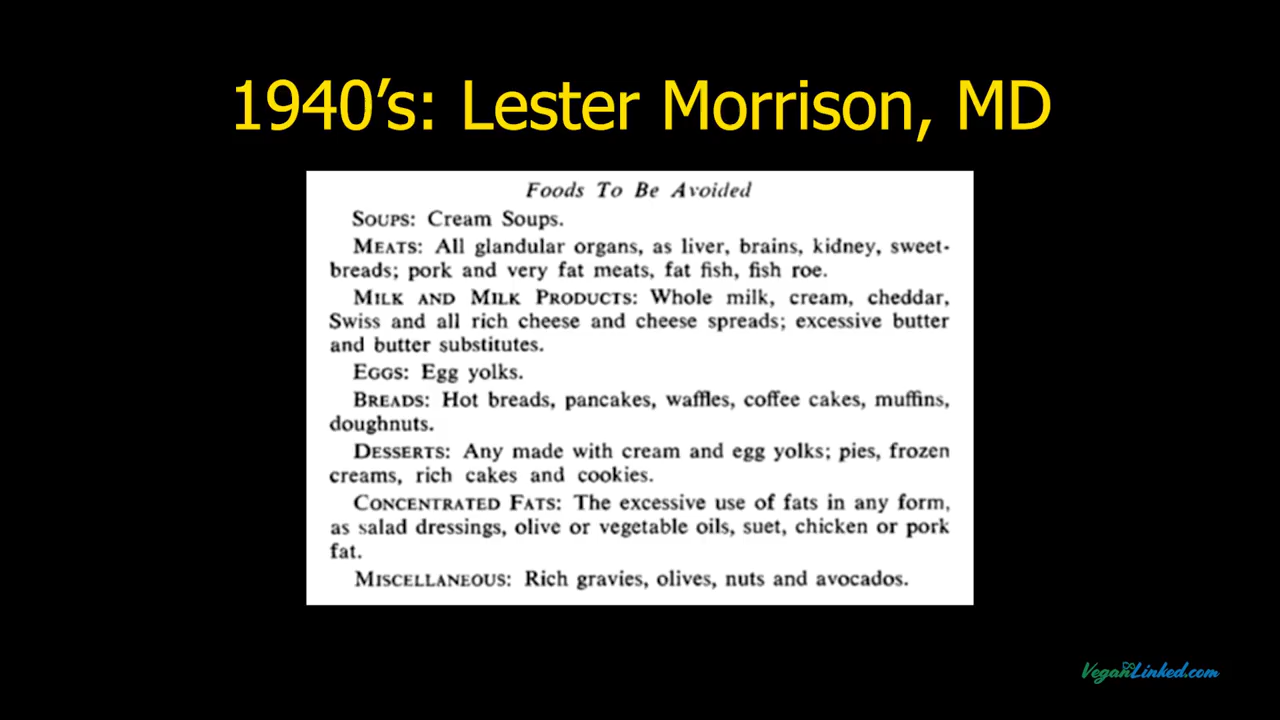 1940’s: Lester Morrison, MD
Foods To Be Avoided
SOUPS: Cream Soups.
MEATS: All glandular organs, as liver, brains, kidney, sweet-
breads; pork and very fat meats, fat fish, fish roe.
MILK AND MILK PRODUCTS: Whole milk, cream, cheddar,
Swiss and all rich cheese and cheese spreads; excessive butter
and butter substitutes.
EGGS: Egg yolks.
BREADS: Hot breads, pancakes, waffles, coffee cakes, muffins,
doughnuts.
DESSERTS: Any made with cream and egg yolks; pies, frozen
creams, rich cakes and cookies.
CONCENTRATED FATS: The excessive use of fats in any form,
as salad dressings, olive or vegetable oils, suet, chicken or pork
fat.
MISCELLANEOUS: Rich gravies, olives, nuts and avocados.
VeganLinked.com